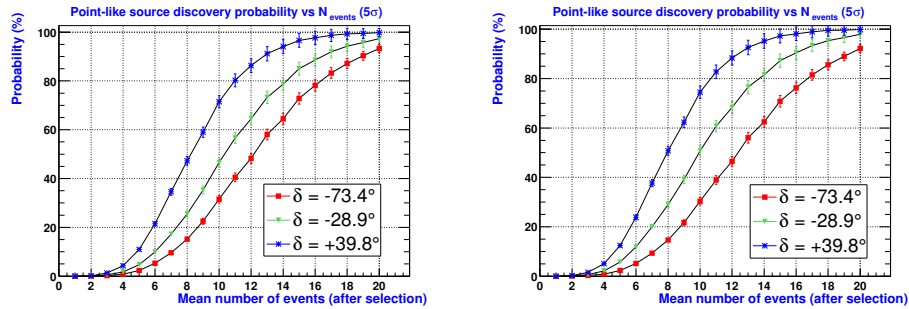 Point-like source discovery probability vs N events (5σ)
Probability (%)
100
80
60
40
20
0
δ = -73.4°
δ = -28.9°
δ = +39.8°
0 2 4 6 8 10 12 14 16 18 20
Mean number of events (after selection)
Point-like source discovery probability vs N events (5σ)
Probability (%)
100
80
60
40
20
0
δ = -73.4°
δ = -28.9°
δ = +39.8°
0 2 4 6 8 10 12 14 16 18 20
Mean number of events (after selection)